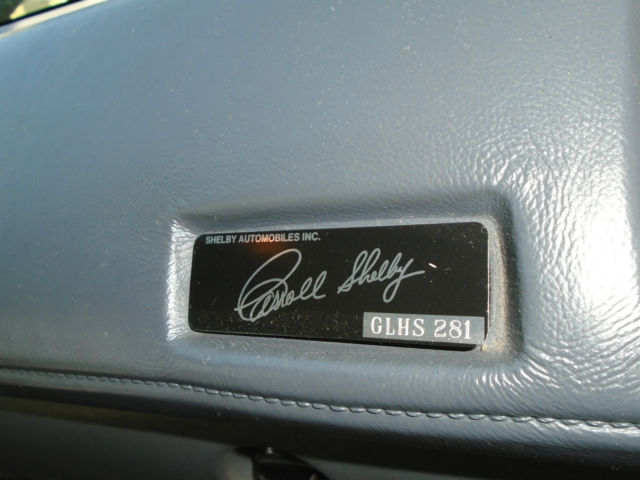 SHELBY AUTOMOBILES INC.
Carroll Shelby
GLHS 281